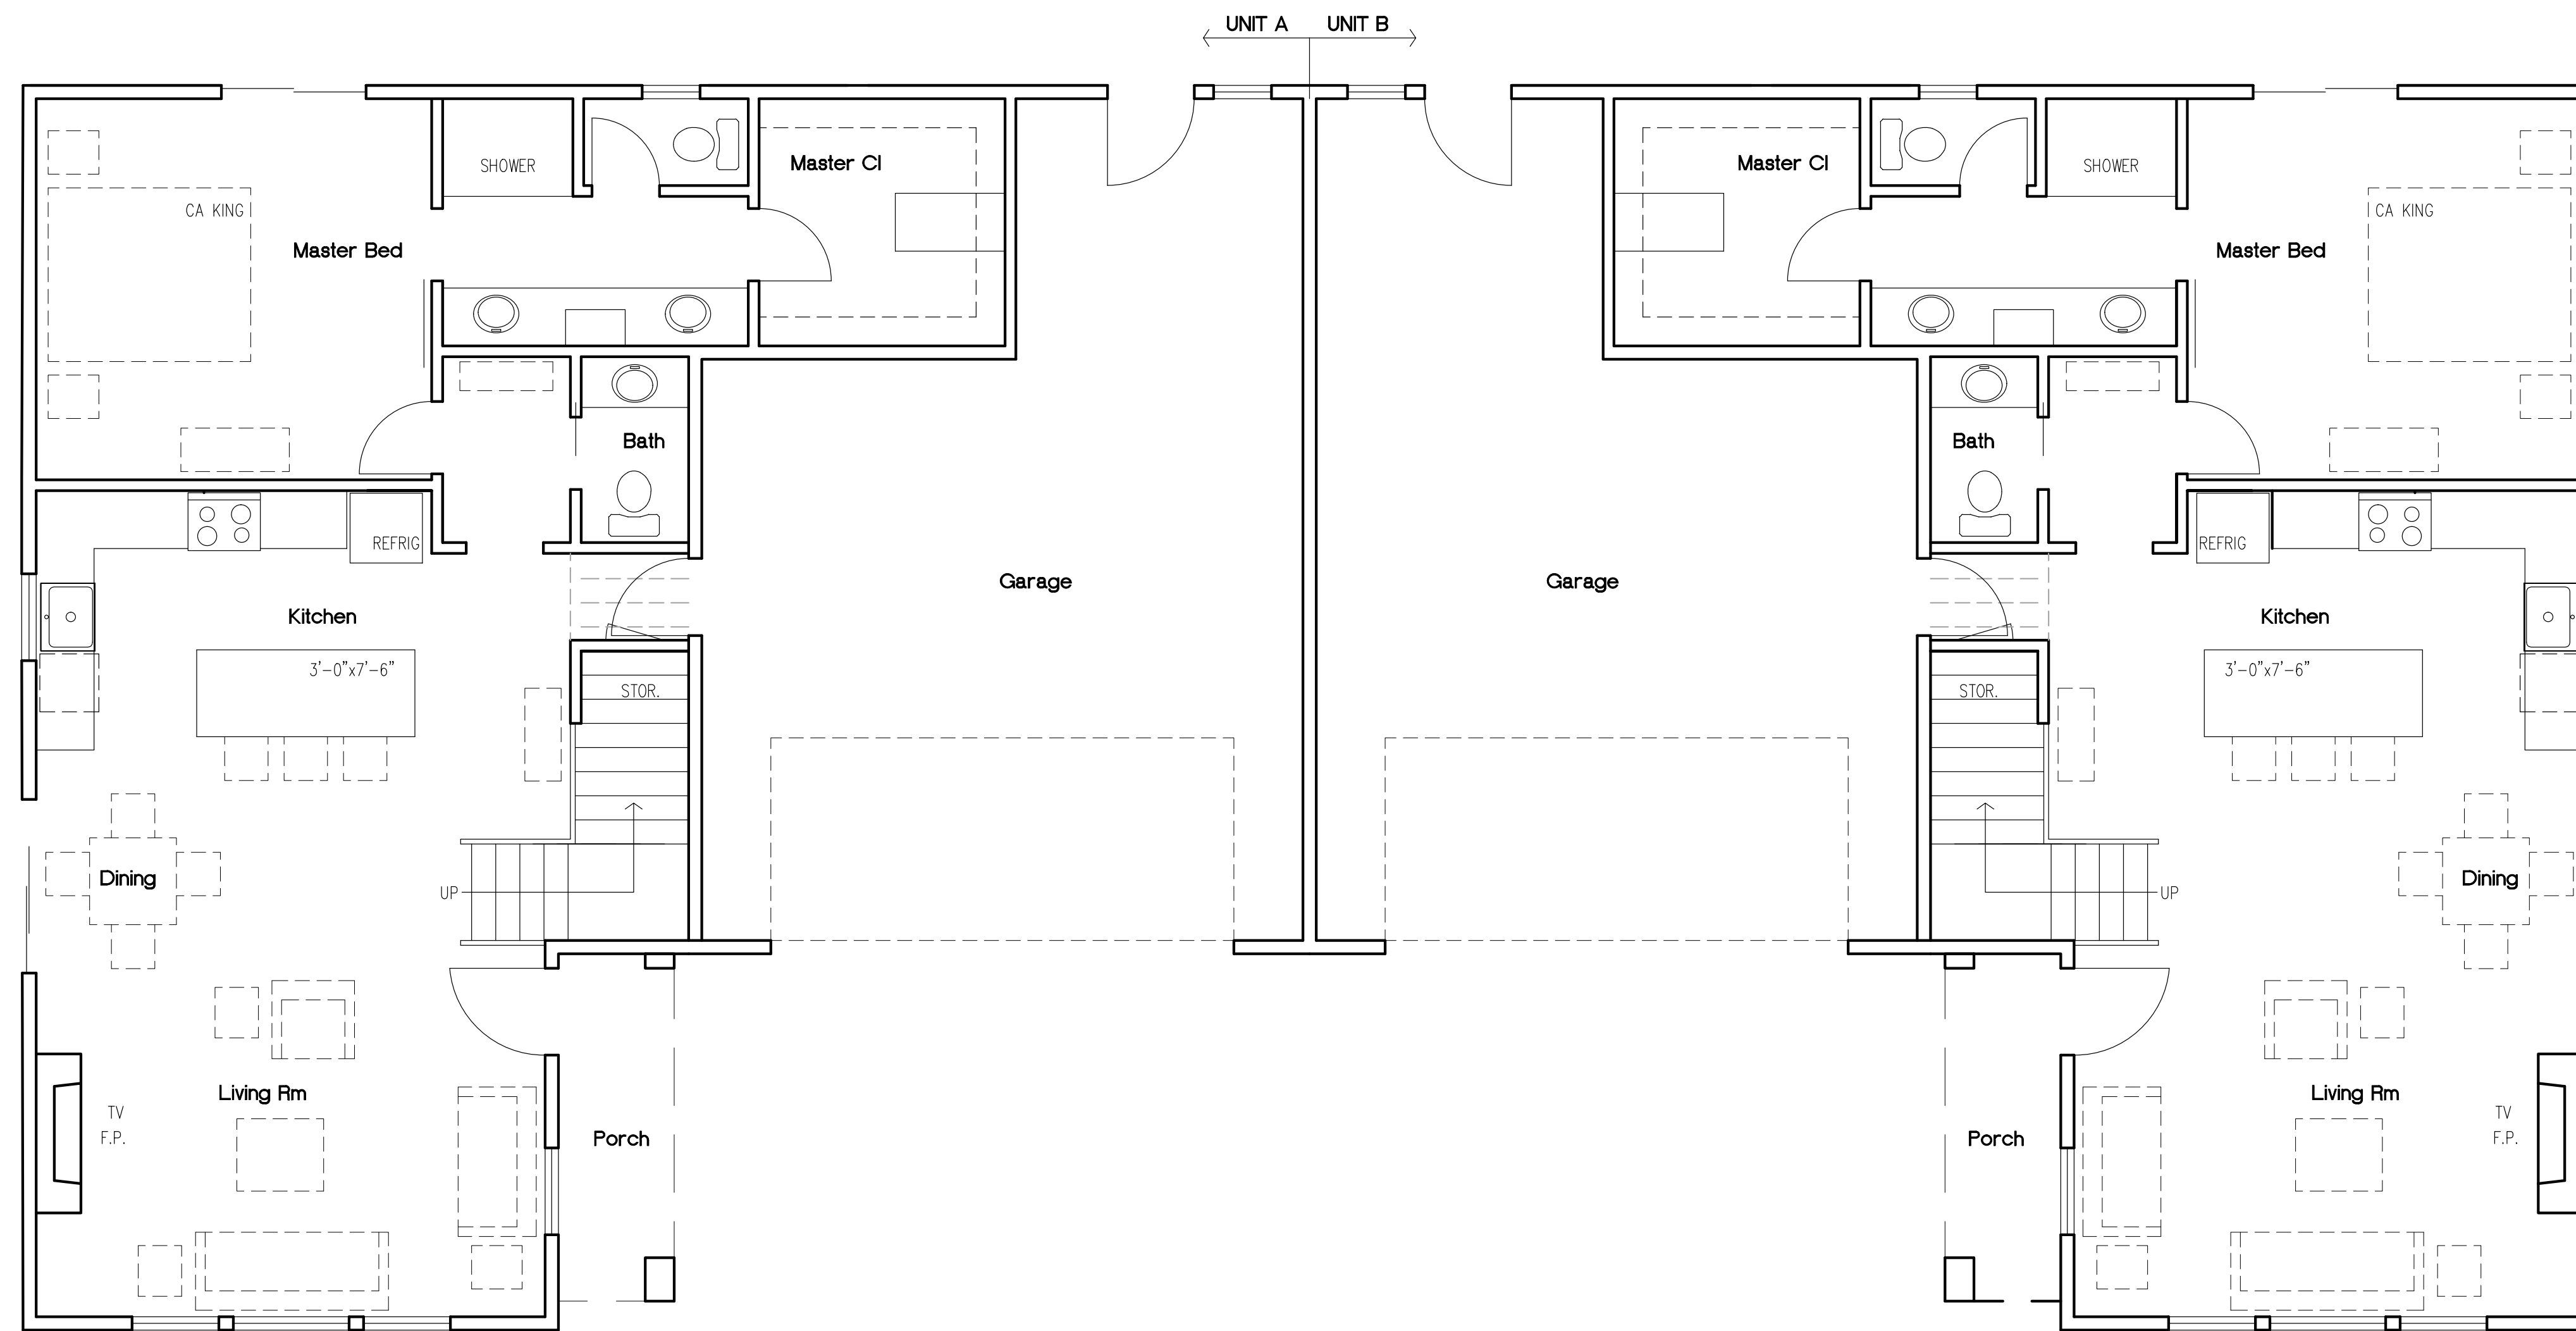 UNIT A UNIT B
Master Cl Master Cl
SHOWER SHOWER
CA KING CA KING
Master Bed Master Bed
Bath Bath
REFRIG REFRIG
Garage Garage
Kitchen Kitchen
3'-0"x7'-6" 3'-0"x7'-6"
STOR. STOR.
Dining Dining
UP UP
Living Rm Living Rm
TV TV
F.P. F.P.
Porch Porch